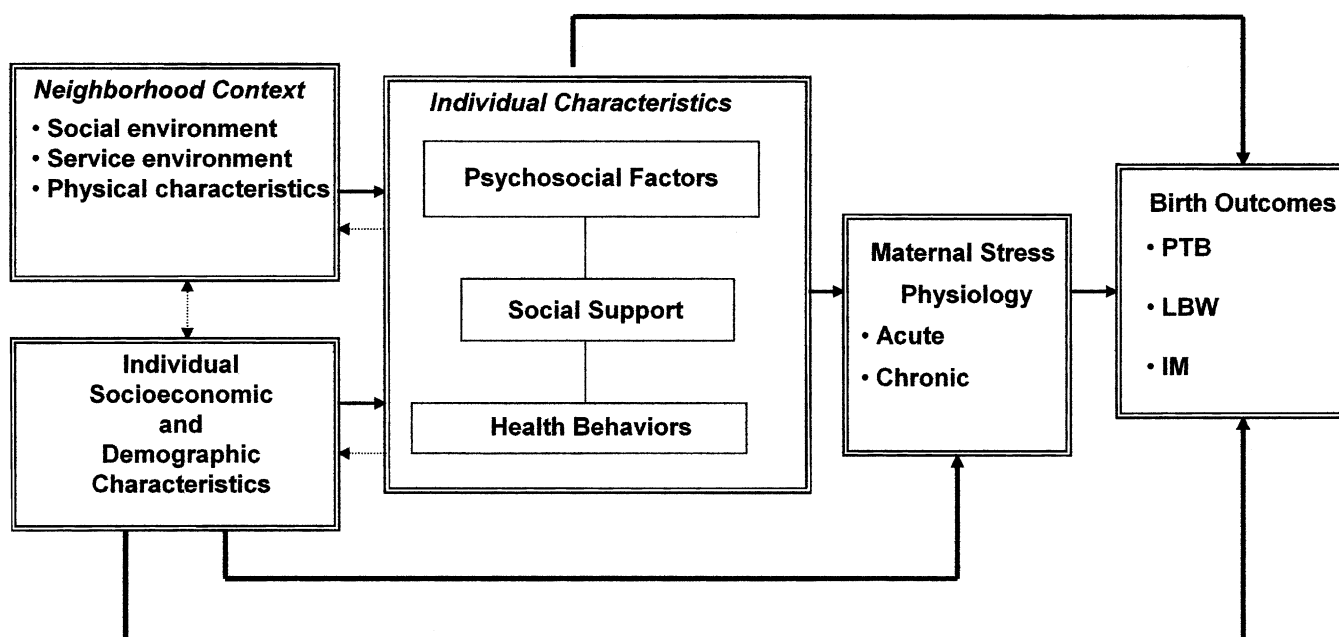 Neighborhood Context
• Social environment
• Service environment
• Physical characteristics
Individual
Socioeconomic
and
Demographic
Characteristics
Individual Characteristics
Psychosocial Factors
Social Support
Health Behaviors
Maternal Stress
Physiology
• Acute
• Chronic
Birth Outcomes
• PTB
• LBW
• IM